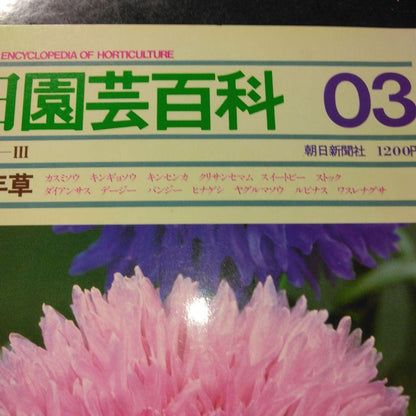 ENCYCLOPEDIA OF HORTICULTURE
園芸百科 03
III
朝日新聞社 1200円
年草
カスミソウ キンギョソウ キンセンカ クリサンセマム スイートピー ストック
ダイアンサス デージー パンジー ヒナゲシ ヤグルマソウ ルピナス ワスレナグサ